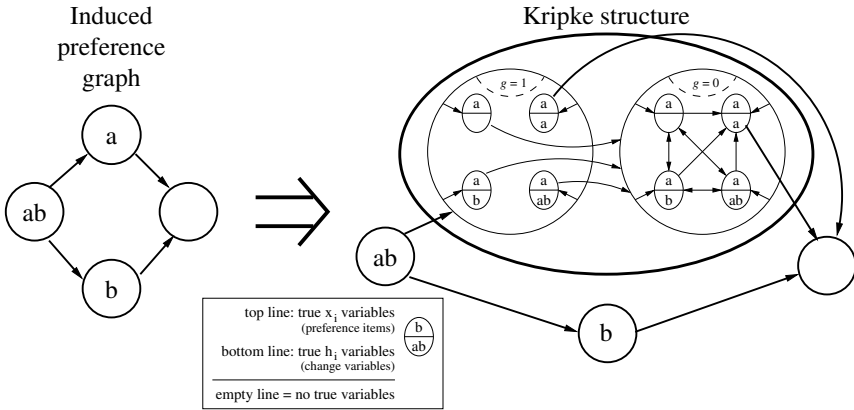 Induced
preference
graph
Kripke structure
a
ab
b
g = 1
a
a
a
a
b
a
ab
g = 0
a
a
a
a
b
a
ab
ab
b
top line: true x_i variables
(preference items)
bottom line: true h_i variables
(change variables)
empty line = no true variables
b
ab